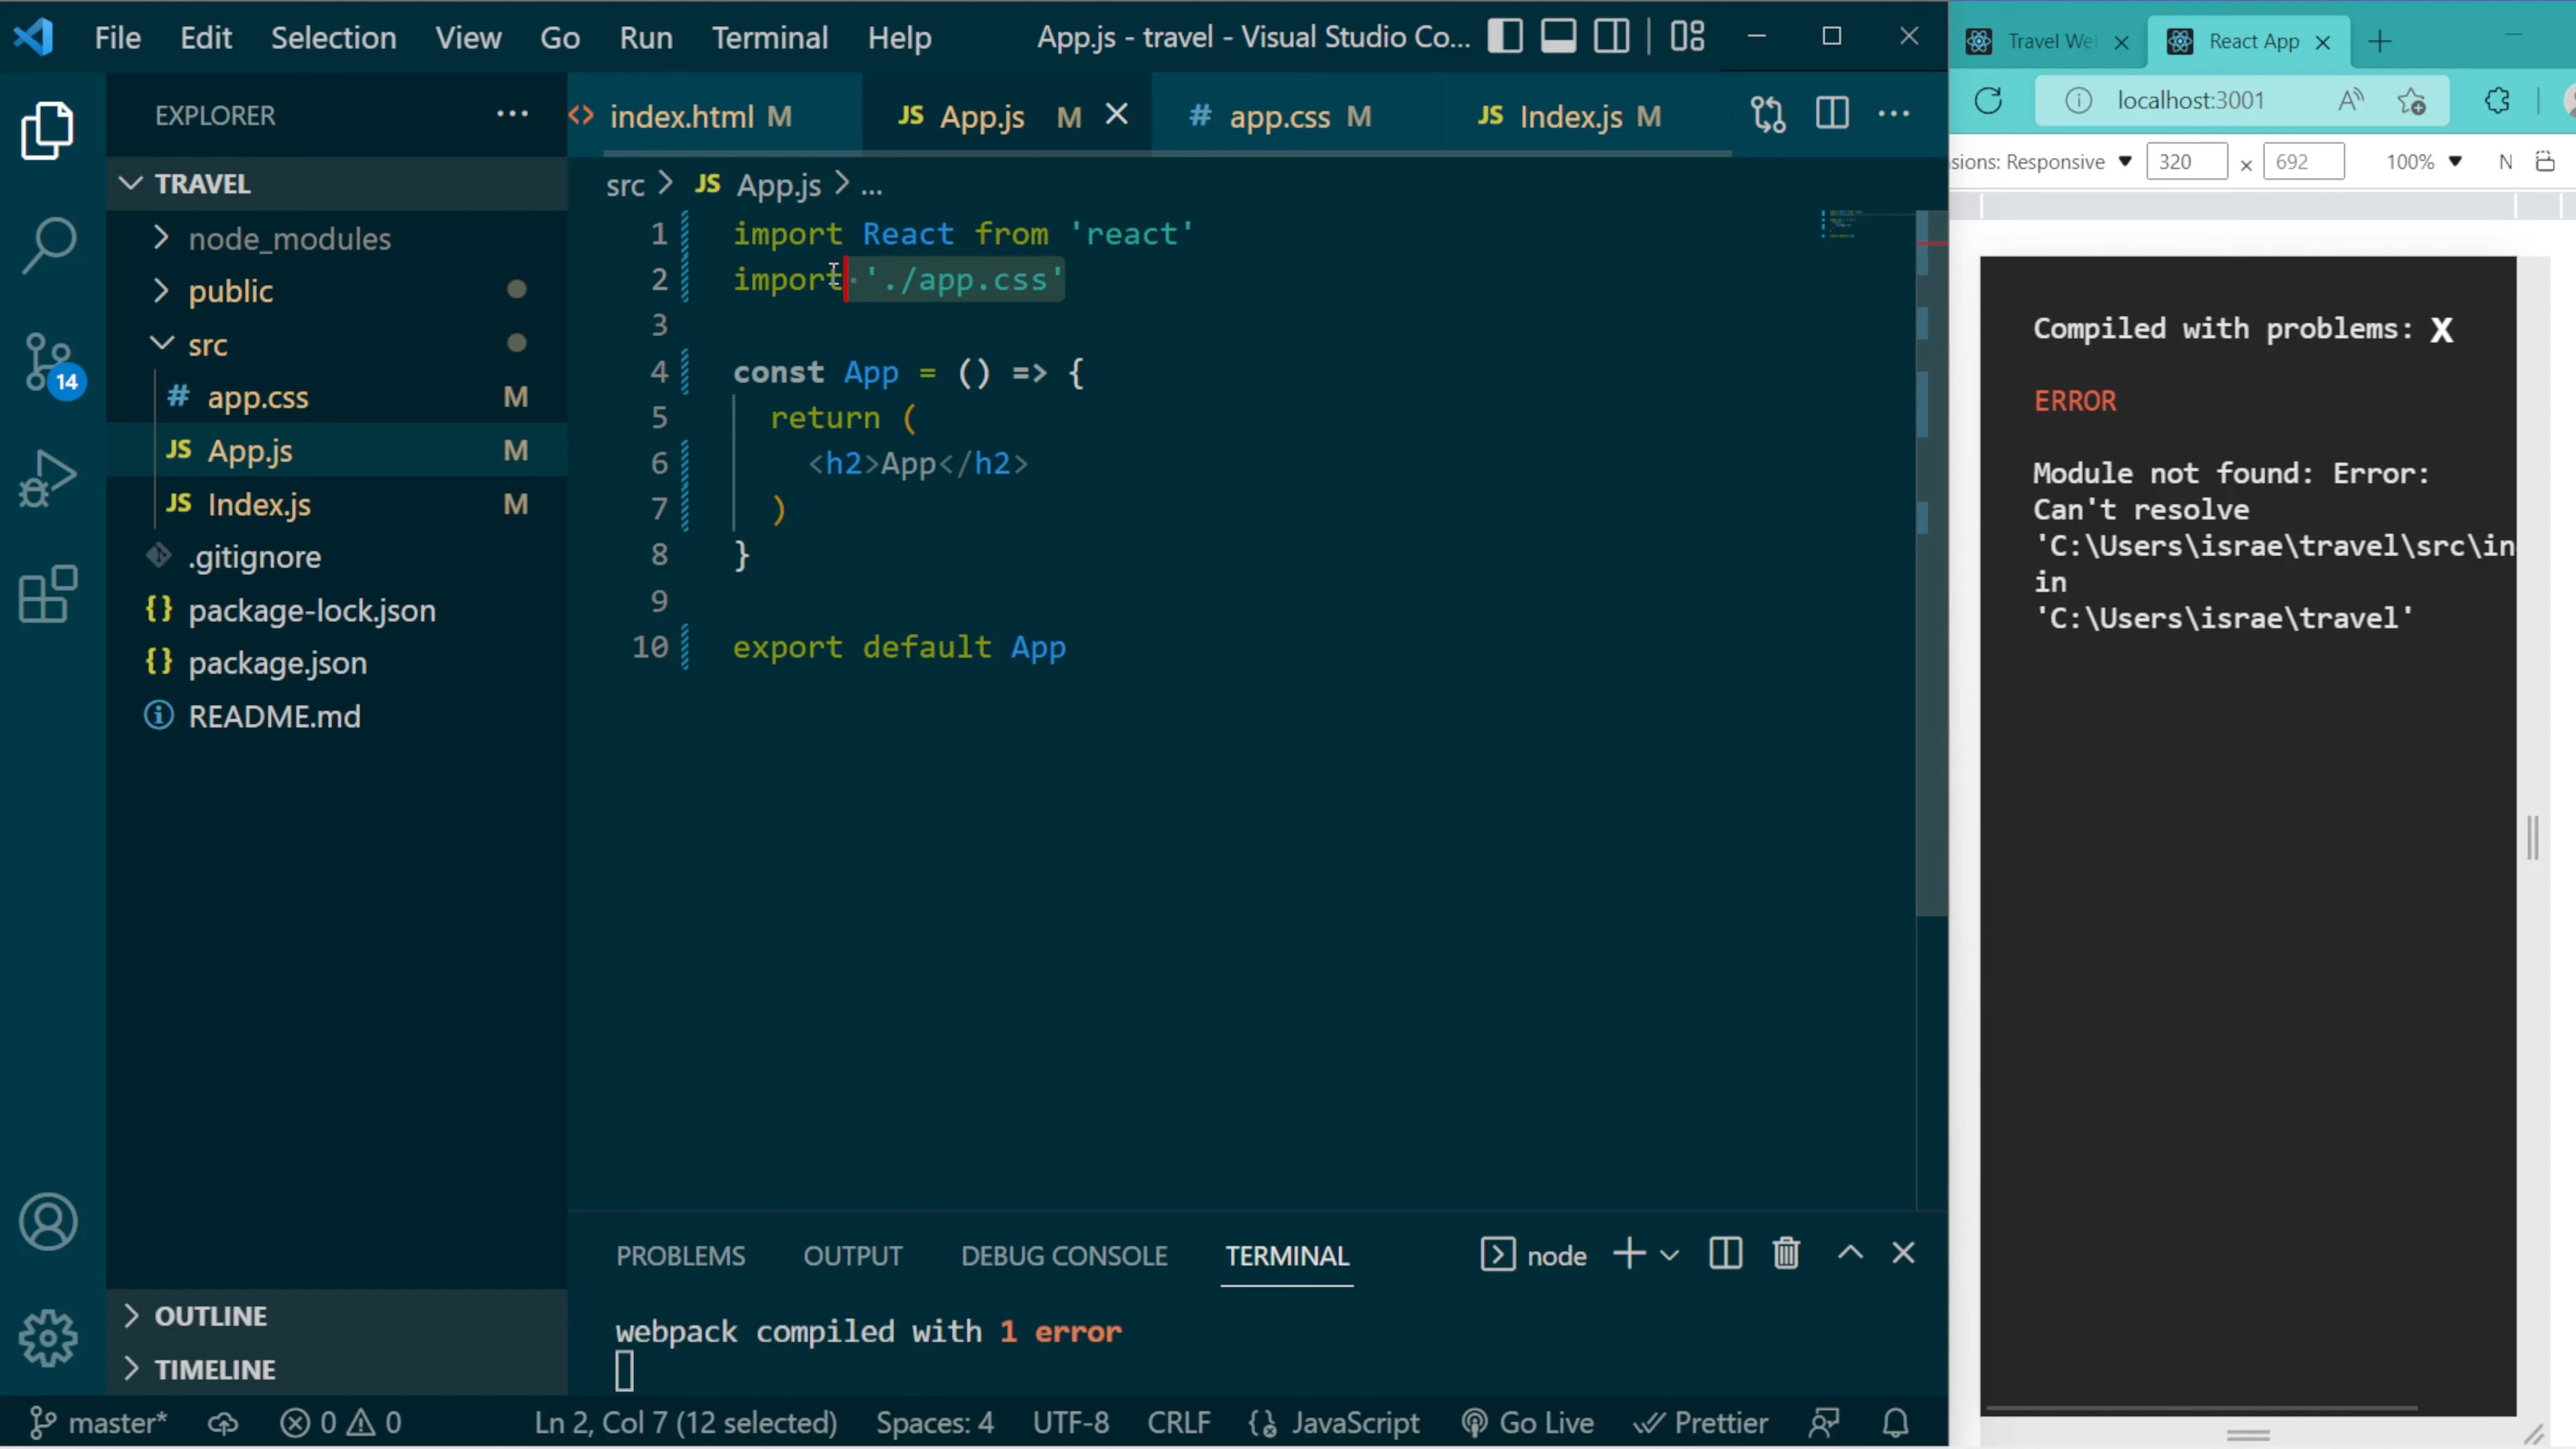 File Edit Selection View Go Run Terminal Help App.js - travel - Visual Studio Co...
EXPLORER
TRAVEL
node_modules
public
src
# app.css M
JS App.js M
JS Index.js M
.gitignore
{} package-lock.json
{} package.json
README.md
OUTLINE
TIMELINE
14
<> index.html M JS App.js M # app.css M JS Index.js M
src > JS App.js > ...
1 import React from 'react'
2 import './app.css'
3
4 const App = () => {
5 return (
6 <h2>App</h2>
7 )
8 }
9
10 export default App
PROBLEMS OUTPUT DEBUG CONSOLE TERMINAL node
webpack compiled with 1 error
master* 0 0 Ln 2, Col 7 (12 selected) Spaces: 4 UTF-8 CRLF JavaScript Go Live Prettier
Travel We React App
localhost:3001
sions: Responsive 320 × 692 100% N
Compiled with problems: X
ERROR
Module not found: Error:
Can't resolve
'C:\Users\israe\travel\src\in
in
'C:\Users\israe\travel'